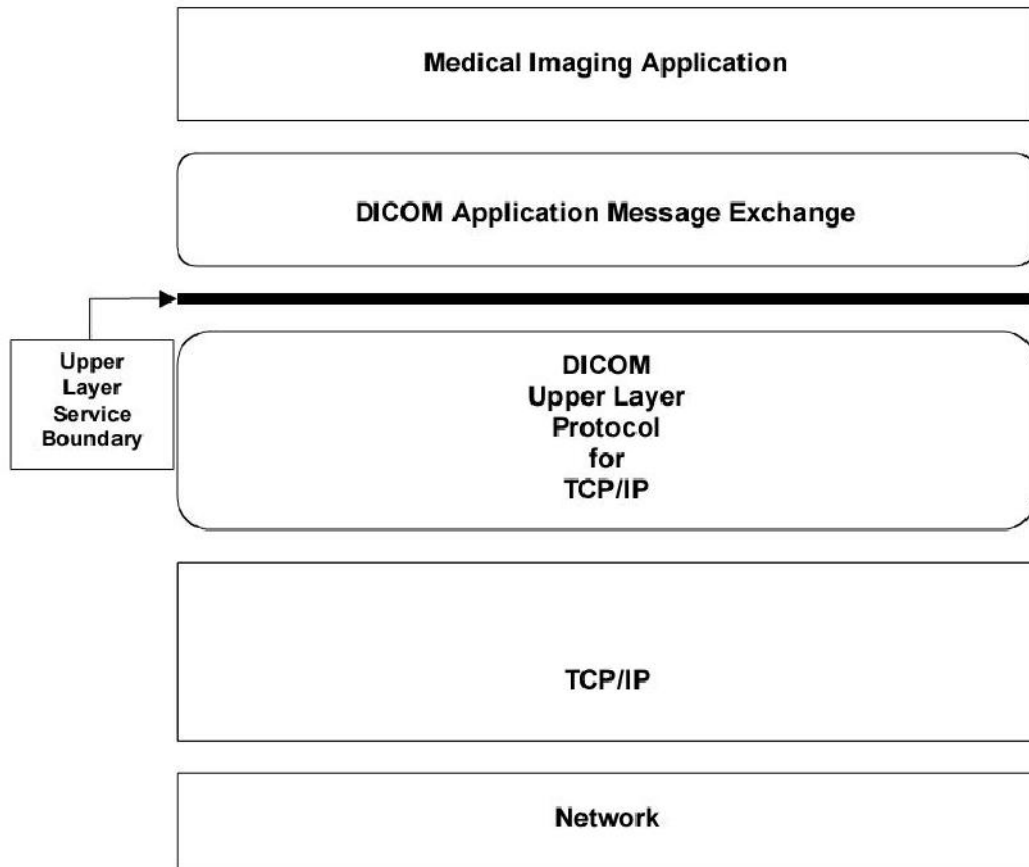 Medical Imaging Application
DICOM Application Message Exchange
Upper
Layer
Service
Boundary
DICOM
Upper Layer
Protocol
for
TCP/IP
TCP/IP
Network